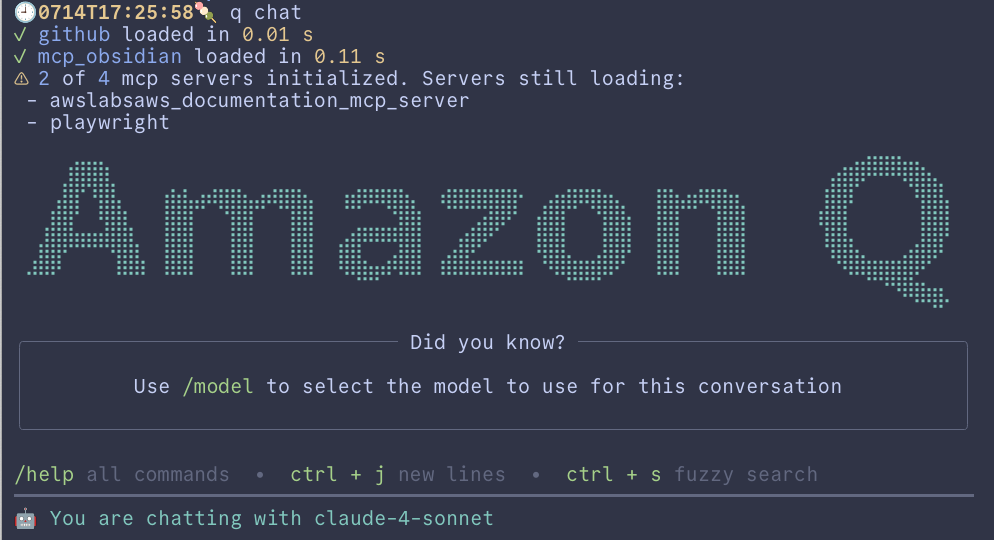 🕘0714T17:25:58🍡 q chat
✓ github loaded in 0.01 s
✓ mcp_obsidian loaded in 0.11 s
⚠ 2 of 4 mcp servers initialized. Servers still loading:
- awslabsaws_documentation_mcp_server
- playwright
Amazon Q
Did you know?
Use /model to select the model to use for this conversation
/help all commands • ctrl + j new lines • ctrl + s fuzzy search
🤖 You are chatting with claude-4-sonnet